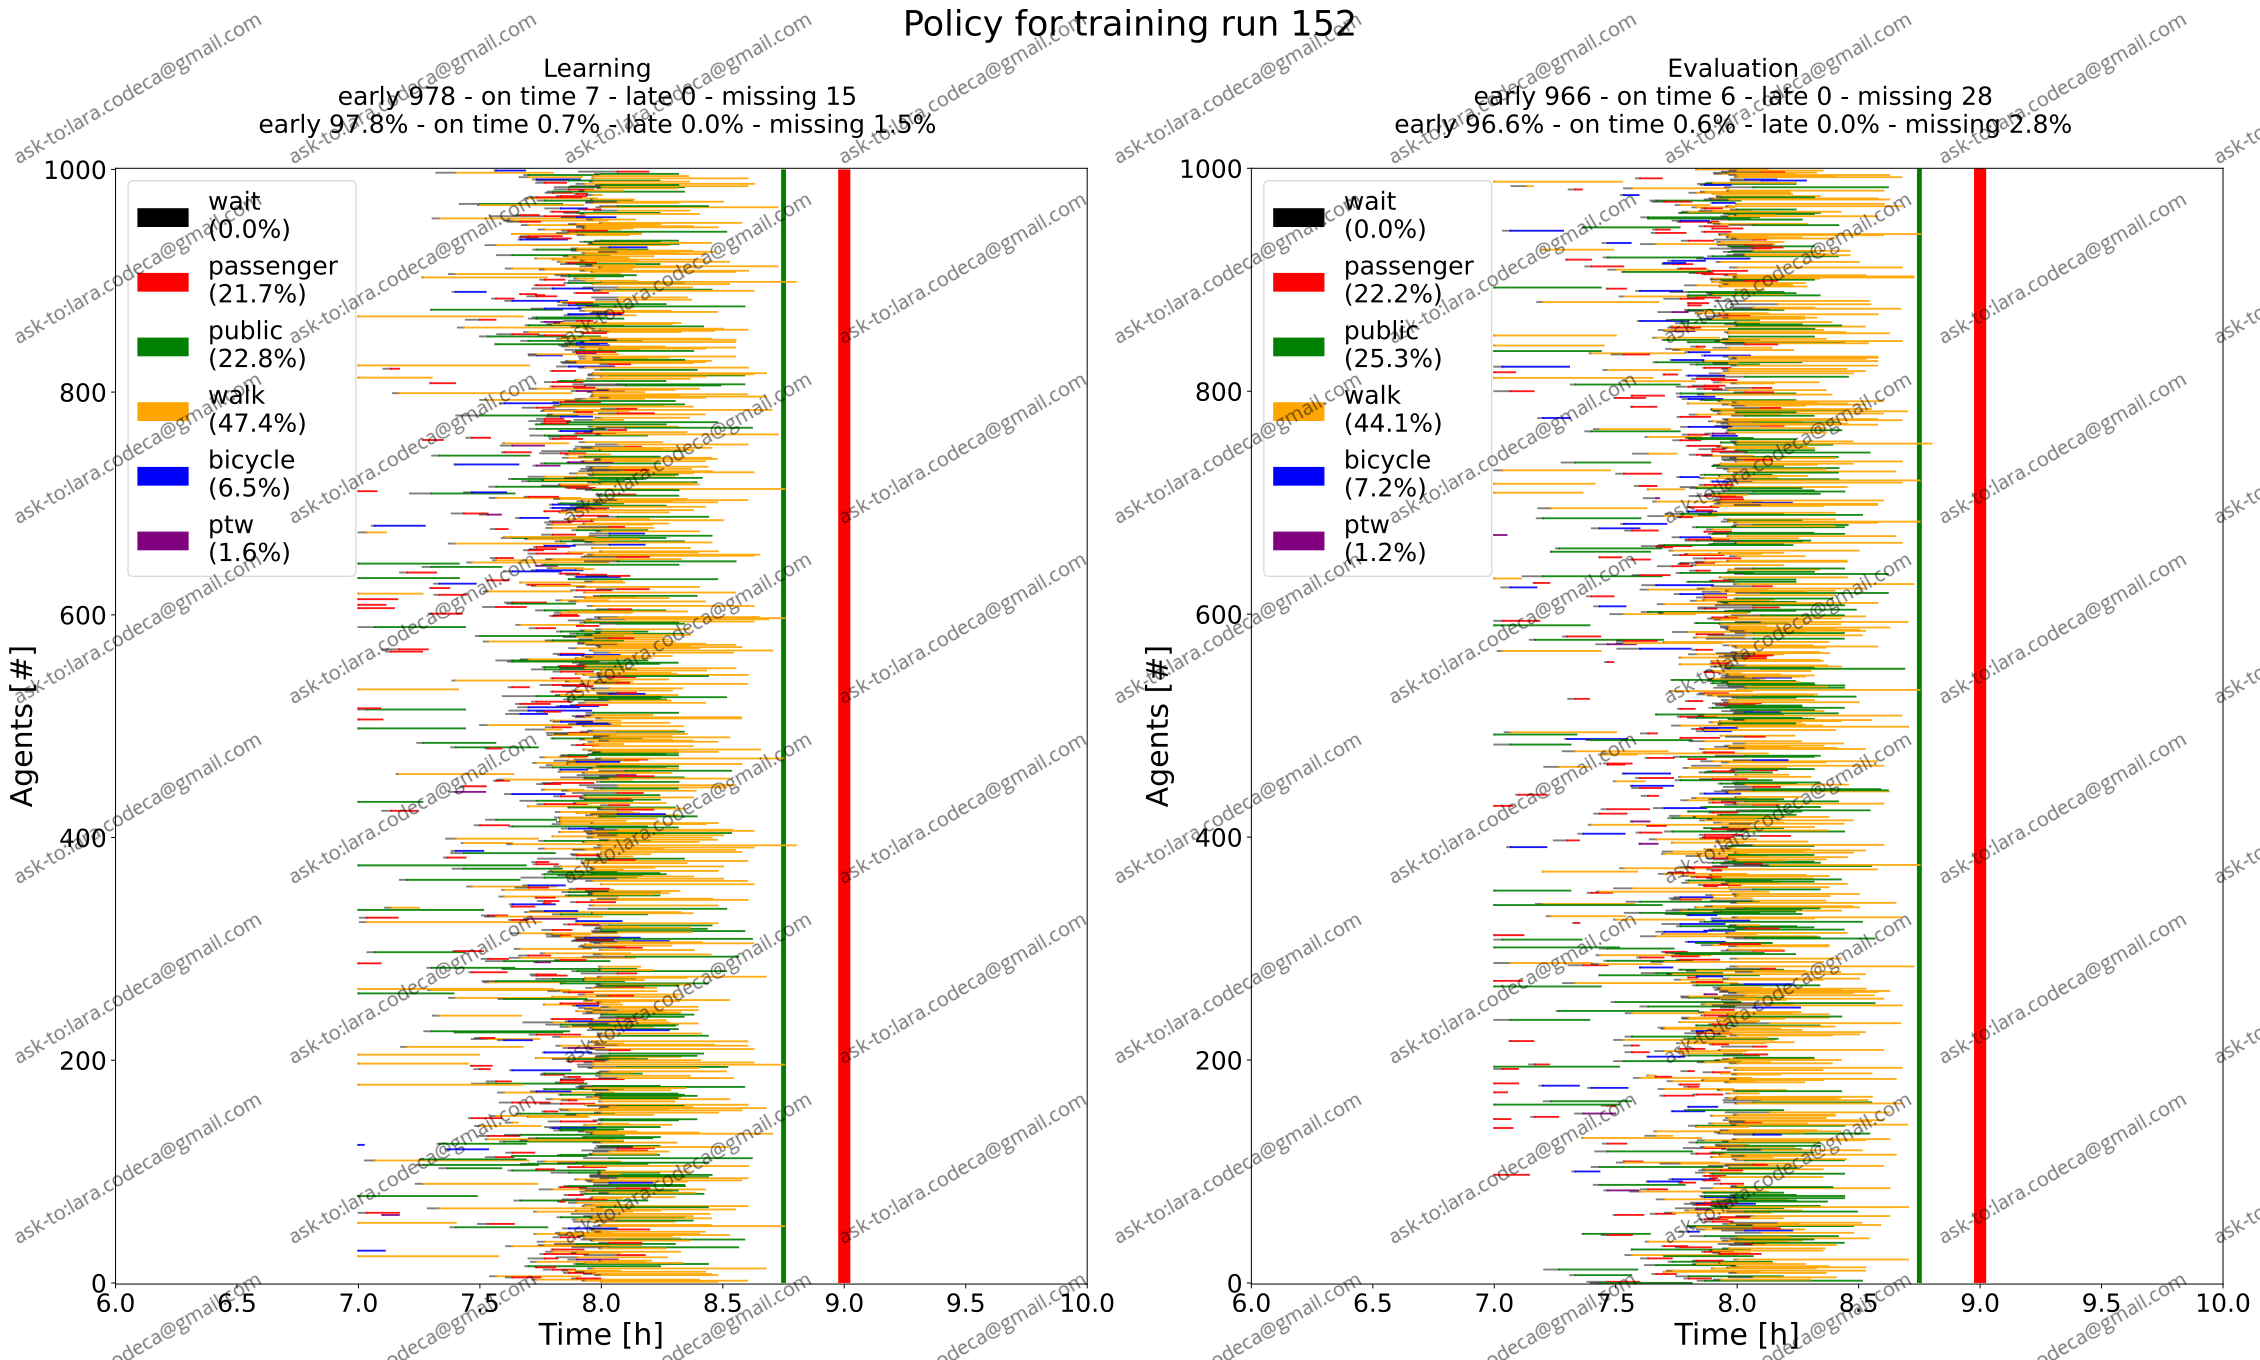 Policy for training run 152
Learning
early 978 - on time 7 - late 0 - missing 15
early 97.8% - on time 0.7% - late 0.0% - missing 1.5%
1000
800
600
400
200
0
Agents [#]
wait
(0.0%)
passenger
(21.7%)
public
(22.8%)
walk
(47.4%)
bicycle
(6.5%)
ptw
(1.6%)
6.0 6.5 7.0 7.5 8.0 8.5 9.0 9.5 10.0
Time [h]
Evaluation
early 966 - on time 6 - late 0 - missing 28
early 96.6% - on time 0.6% - late 0.0% - missing 2.8%
1000
800
600
400
200
0
Agents [#]
wait
(0.0%)
passenger
(22.2%)
public
(25.3%)
walk
(44.1%)
bicycle
(7.2%)
ptw
(1.2%)
6.0 6.5 7.0 7.5 8.0 8.5 9.0 9.5 10.0
Time [h]
ask-to:lara.codeca@gmail.com